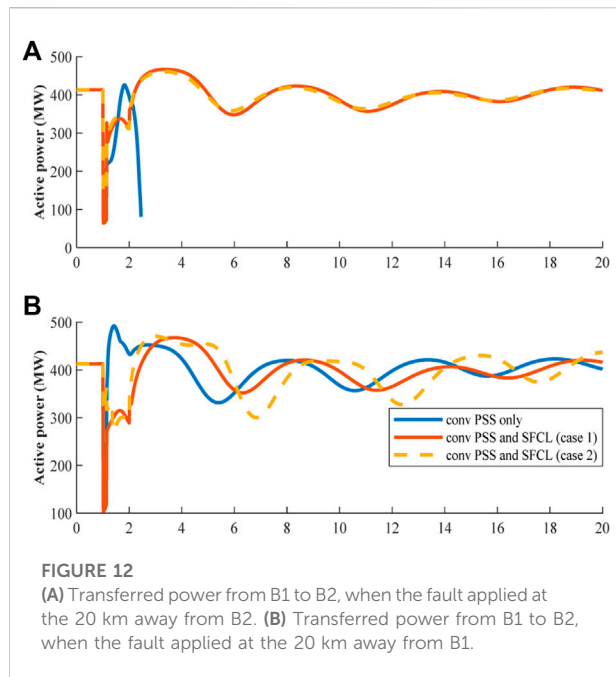 A
500
400
300
200
100
0
Active power (MW)
0 2 4 6 8 10 12 14 16 18 20
B
500
400
300
200
100
Active power (MW)
conv PSS only
conv PSS and SFCL (case 1)
conv PSS and SFCL (case 2)
0 2 4 6 8 10 12 14 16 18 20
FIGURE 12
(A) Transferred power from B1 to B2, when the fault applied at
the 20 km away from B2. (B) Transferred power from B1 to B2,
when the fault applied at the 20 km away from B1.